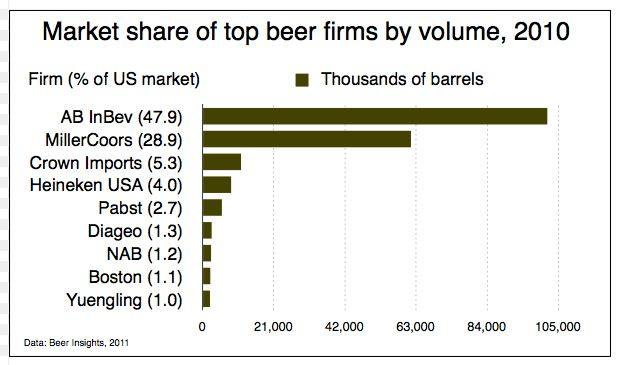 Market share of top beer firms by volume, 2010
Firm (% of US market)
Thousands of barrels
AB InBev (47.9)
MillerCoors (28.9)
Crown Imports (5.3)
Heineken USA (4.0)
Pabst (2.7)
Diageo (1.3)
NAB (1.2)
Boston (1.1)
Yuengling (1.0)
0 21,000 42,000 63,000 84,000 105,000
Data: Beer Insights, 2011